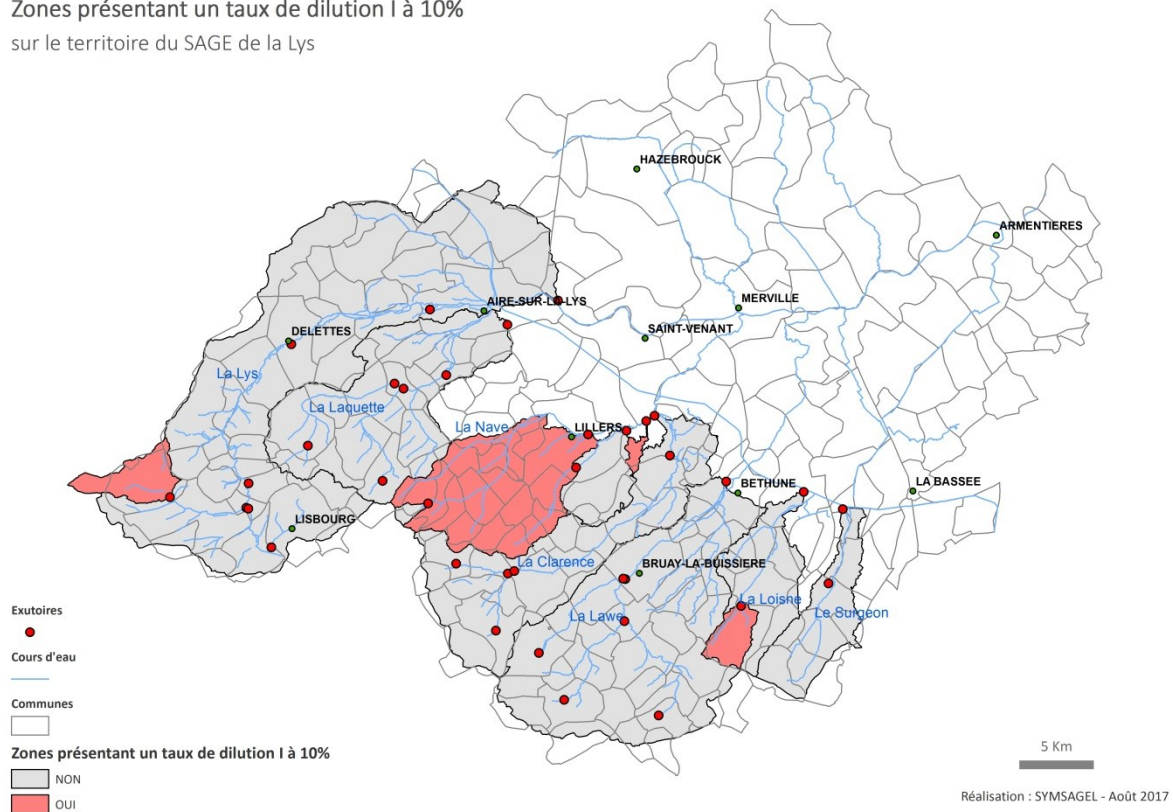 Zones présentant un taux de dilution I à 10%
sur le territoire du SAGE de la Lys
HAZEBROUCK
ARMENTIERES
AIRE-SUR-LA-LYS
MERVILLE
SAINT-VENANT
DELETTES
La Lys
La Laquette
La Nave
LILLERS
BETHUNE
LA BASSEE
LISBOURG
La Clarence
BRUAY-LA-BUISSIERE
La Loisne
La Lawe
Le Surgeon
Exutoires
Cours d'eau
Communes
Zones présentant un taux de dilution I à 10%
NON
OUI
5 Km
Réalisation : SYMSAGEL - Août 2017